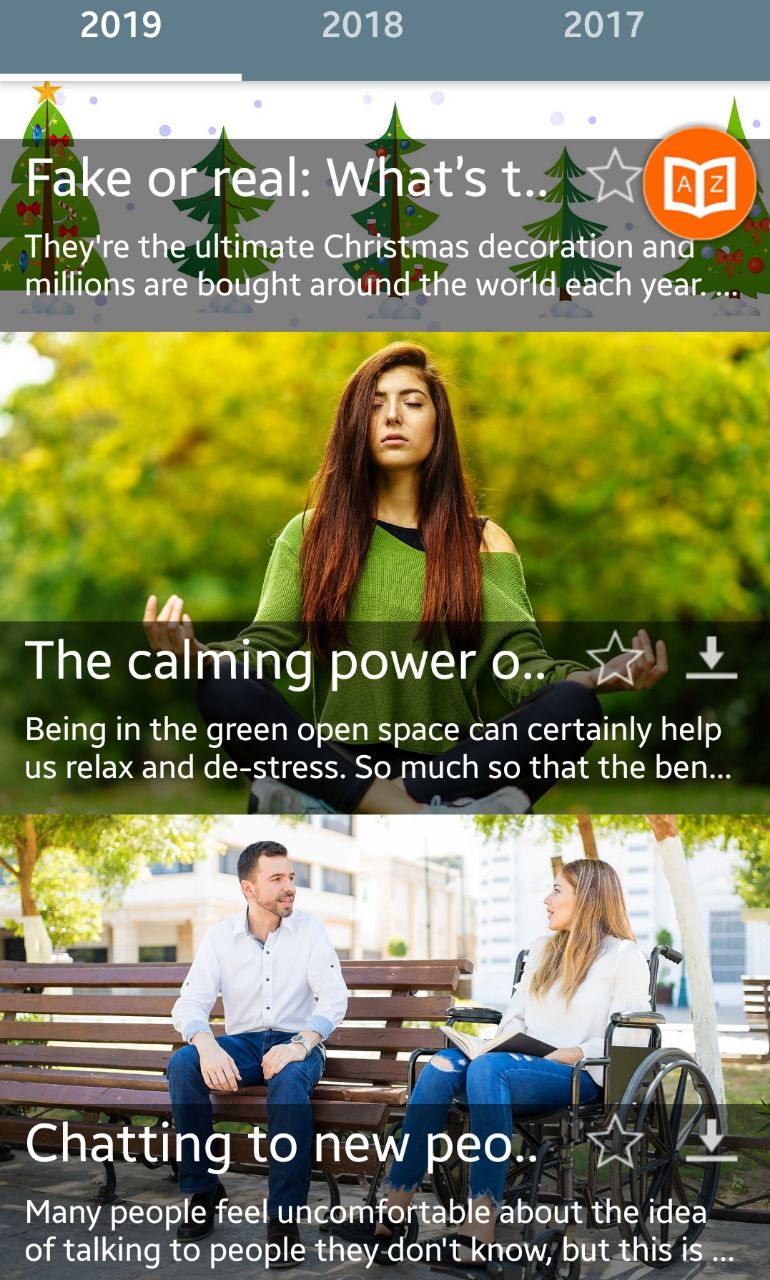 2019 2018 2017
Fake or real: What's t..
A Z
They're the ultimate Christmas decoration and
millions are bought around the world each year. ...
The calming power o..
Being in the green open space can certainly help
us relax and de-stress. So much so that the ben...
Chatting to new peo..
Many people feel uncomfortable about the idea
of talking to people they don't know, but this is ...